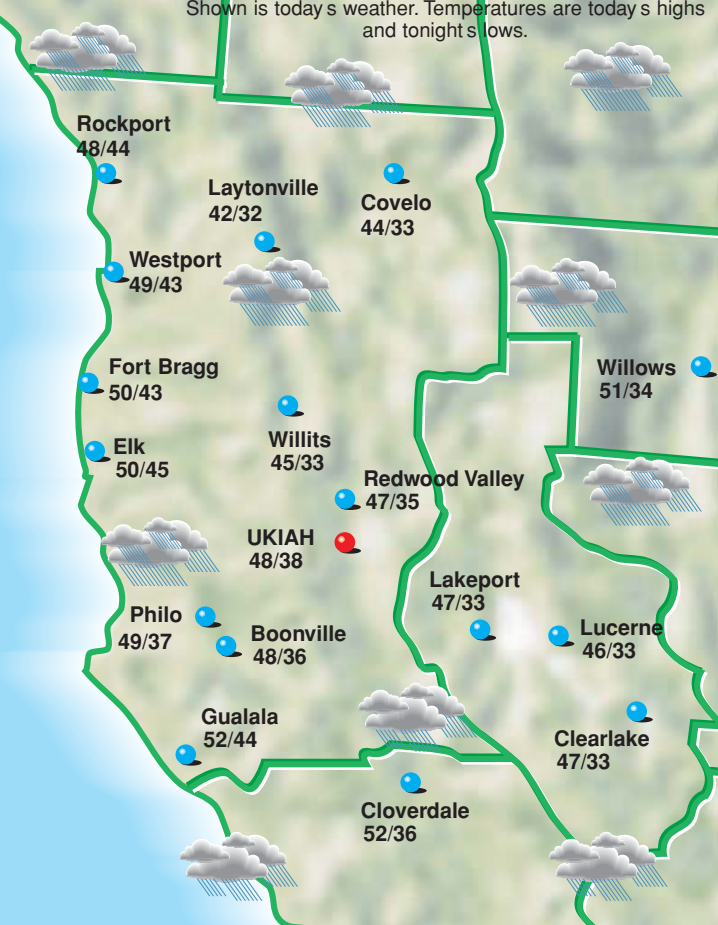 Shown is today s weather. Temperatures are today s highs
and tonight s lows.
Rockport
48/44
Laytonville
42/32
Covelo
44/33
Westport
49/43
Fort Bragg
50/43
Willows
51/34
Elk
50/45
Willits
45/33
Redwood Valley
47/35
UKIAH
48/38
Lakeport
47/33
Philo
49/37
Boonville
48/36
Lucerne
46/33
Gualala
52/44
Clearlake
47/33
Cloverdale
52/36